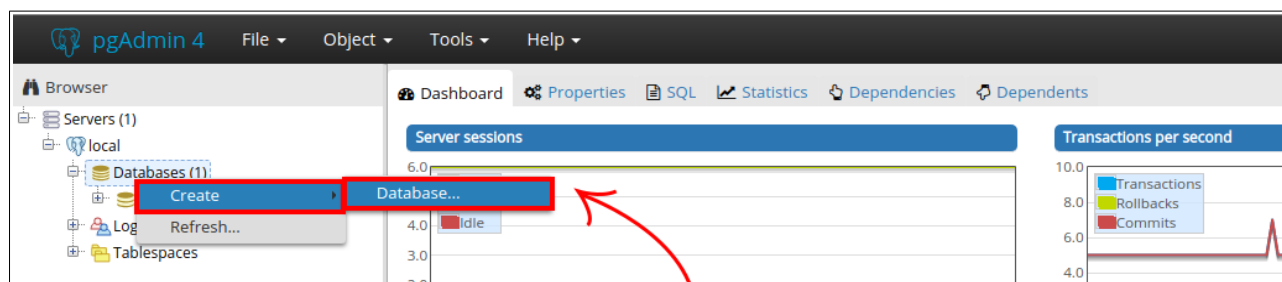 pgAdmin 4 File Object Tools Help
Browser
Dashboard Properties SQL Statistics Dependencies Dependents
Servers (1)
local
Databases (1)
Create
Database...
Refresh...
Log
Tablespaces
Server sessions
6.0
4.0
Idle
3.0
Transactions per second
10.0
Transactions
8.0
Rollbacks
Commits
6.0
4.0